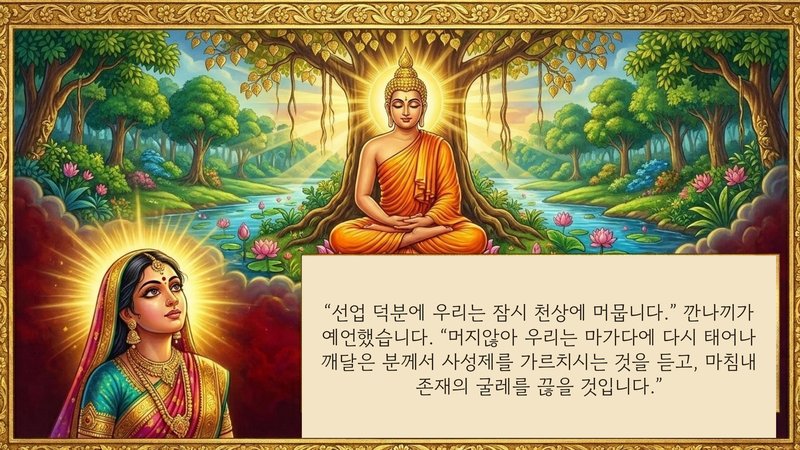 “선업 덕분에 우리는 잠시 천상에 머뭅니다.” 깐나끼가
예언했습니다. “머지않아 우리는 마가다에 다시 태어나
깨달은 분께서 사성제를 가르치시는 것을 듣고, 마침내
존재의 굴레를 끊을 것입니다.”